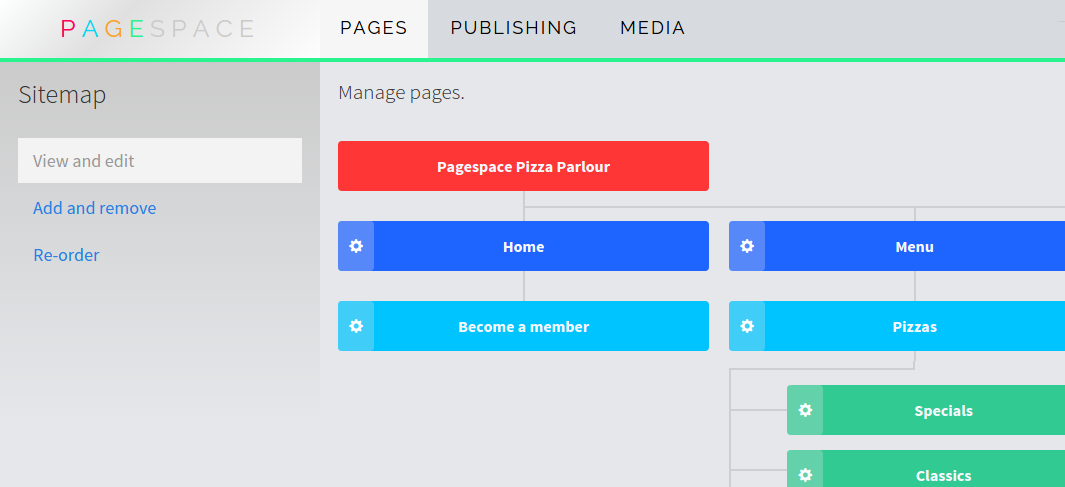 PAGESPACE
PAGES
PUBLISHING
MEDIA
Sitemap
View and edit
Add and remove
Re-order
Manage pages.
Pagespace Pizza Parlour
Home
Menu
Become a member
Pizzas
Specials
Classics